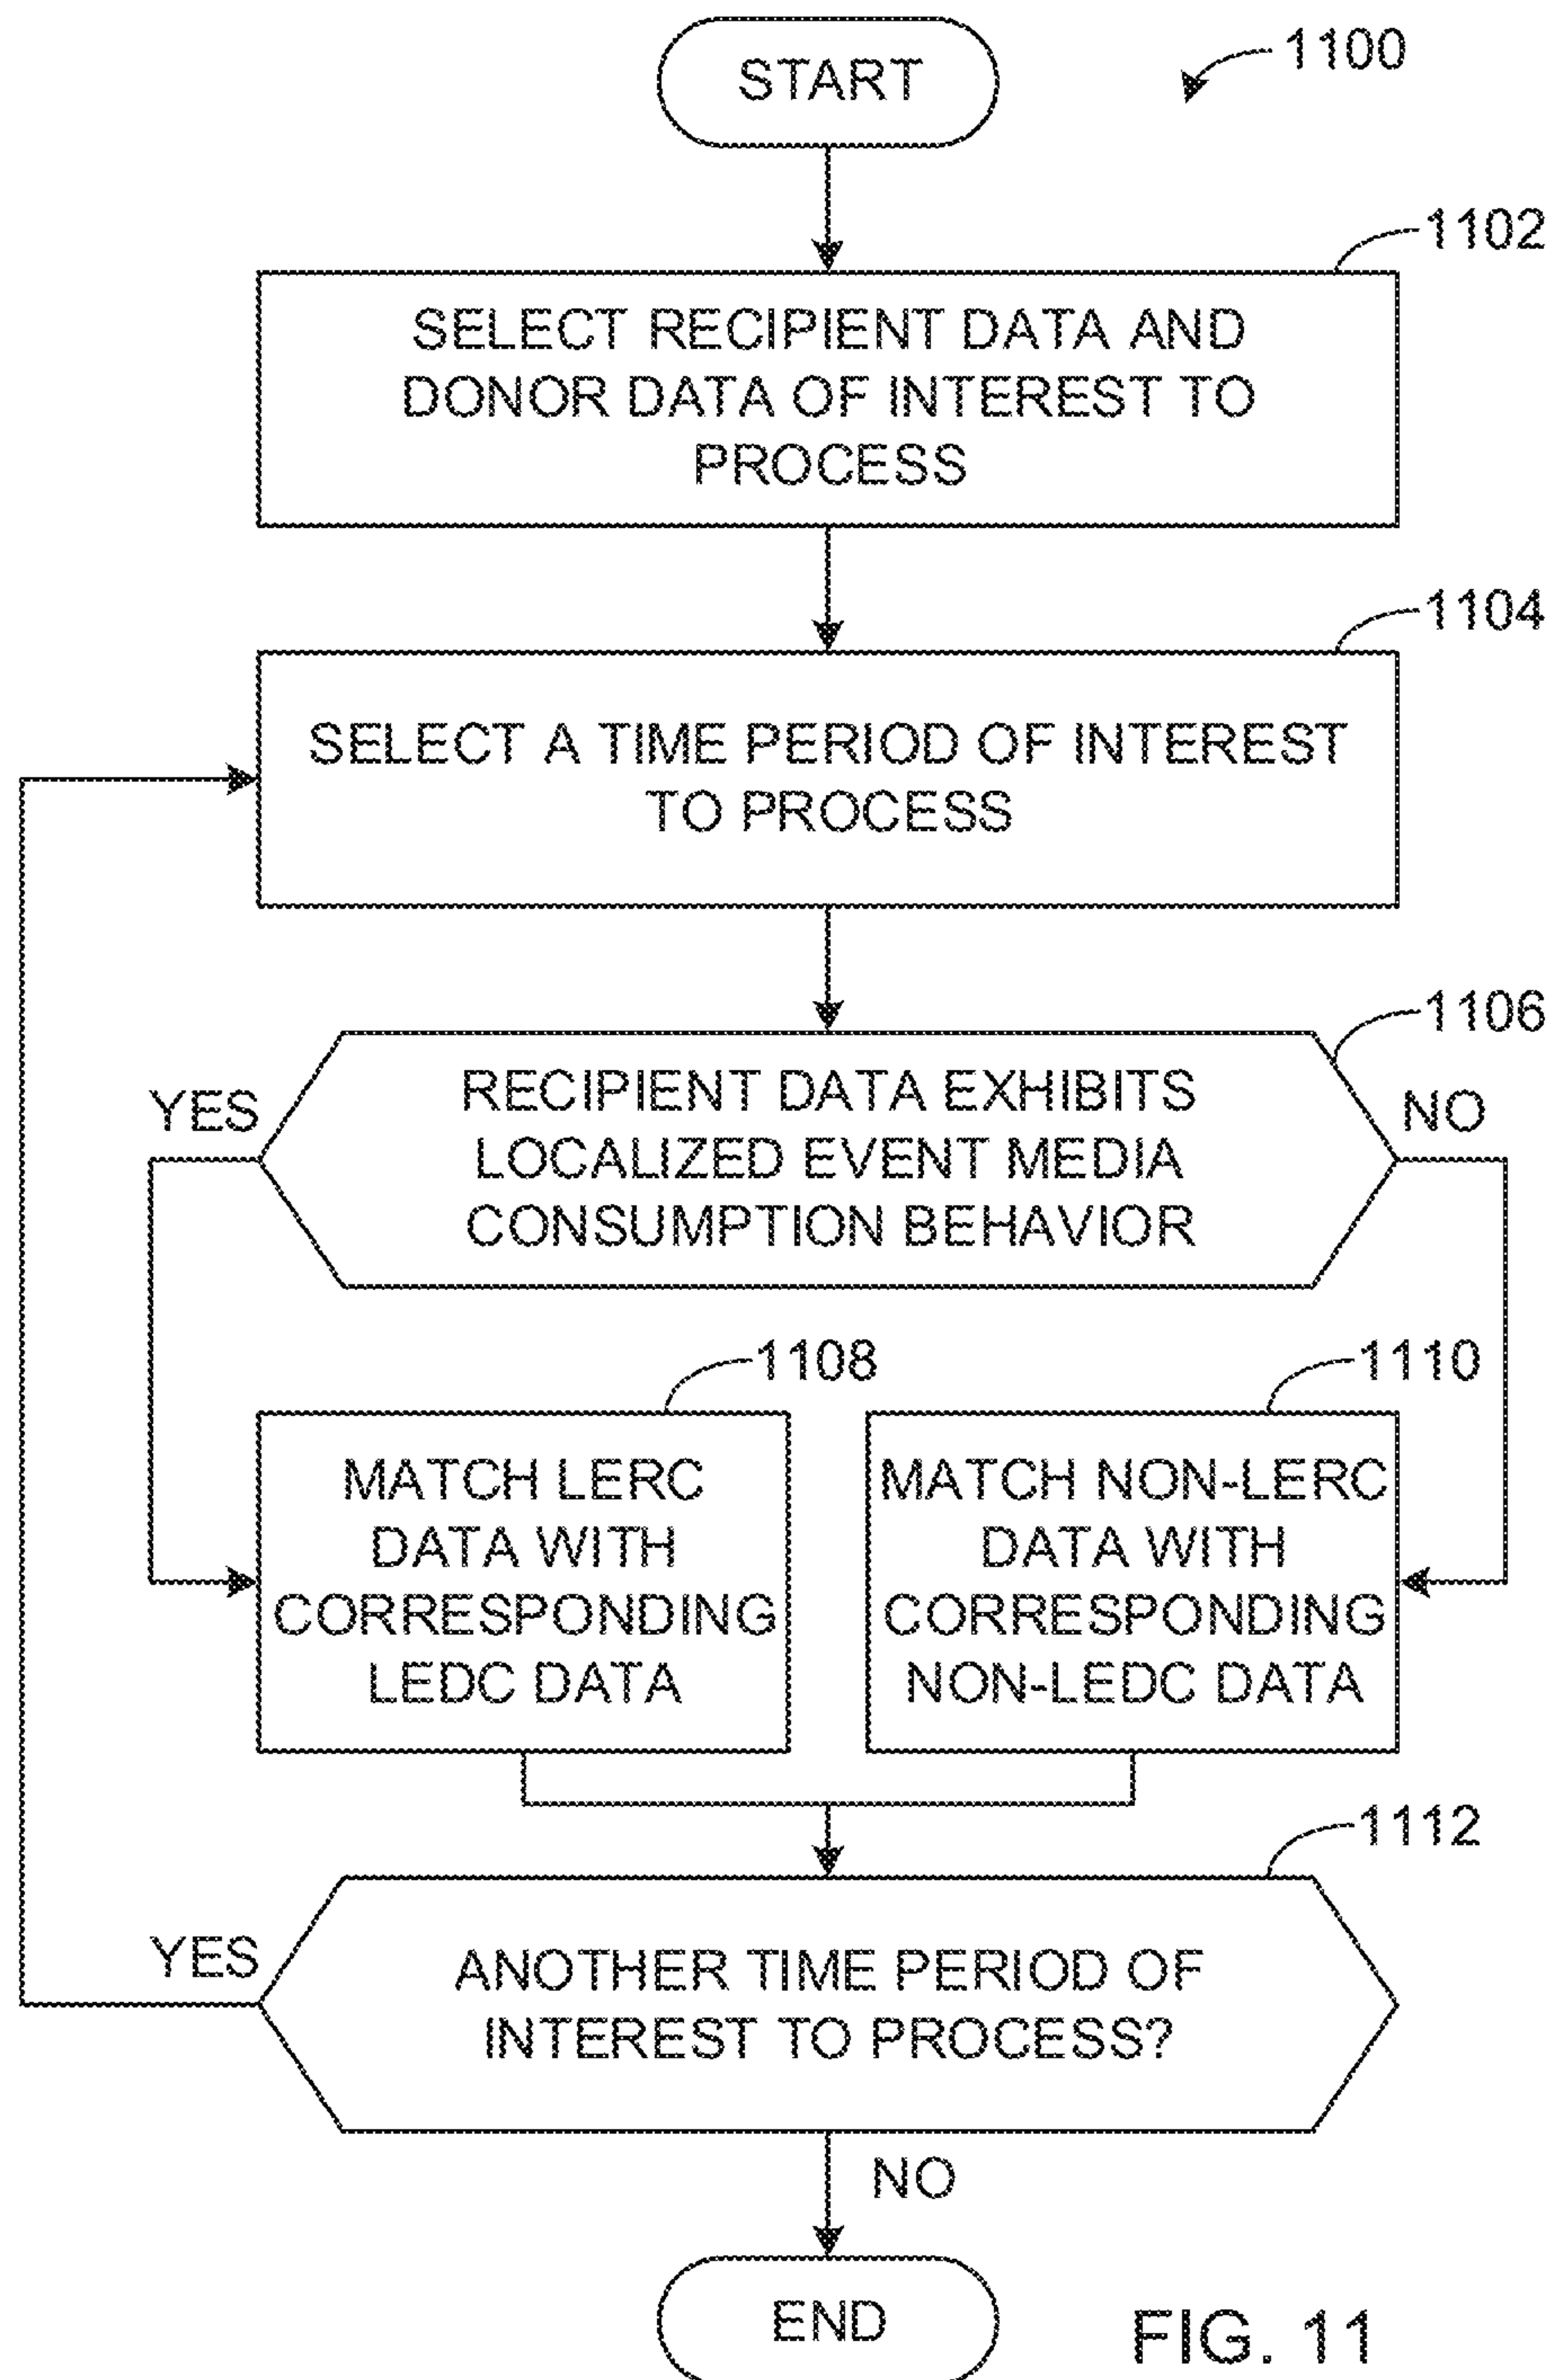 START
1100
1102
SELECT RECIPIENT DATA AND
DONOR DATA OF INTEREST TO
PROCESS
1104
SELECT A TIME PERIOD OF INTEREST
TO PROCESS
1106
YES
RECIPIENT DATA EXHIBITS
LOCALIZED EVENT MEDIA
CONSUMPTION BEHAVIOR
NO
1108
MATCH LERC
DATA WITH
CORRESPONDING
LEDC DATA
1110
MATCH NON-LERC
DATA WITH
CORRESPONDING
NON-LEDC DATA
1112
YES
ANOTHER TIME PERIOD OF
INTEREST TO PROCESS?
NO
END
FIG. 11